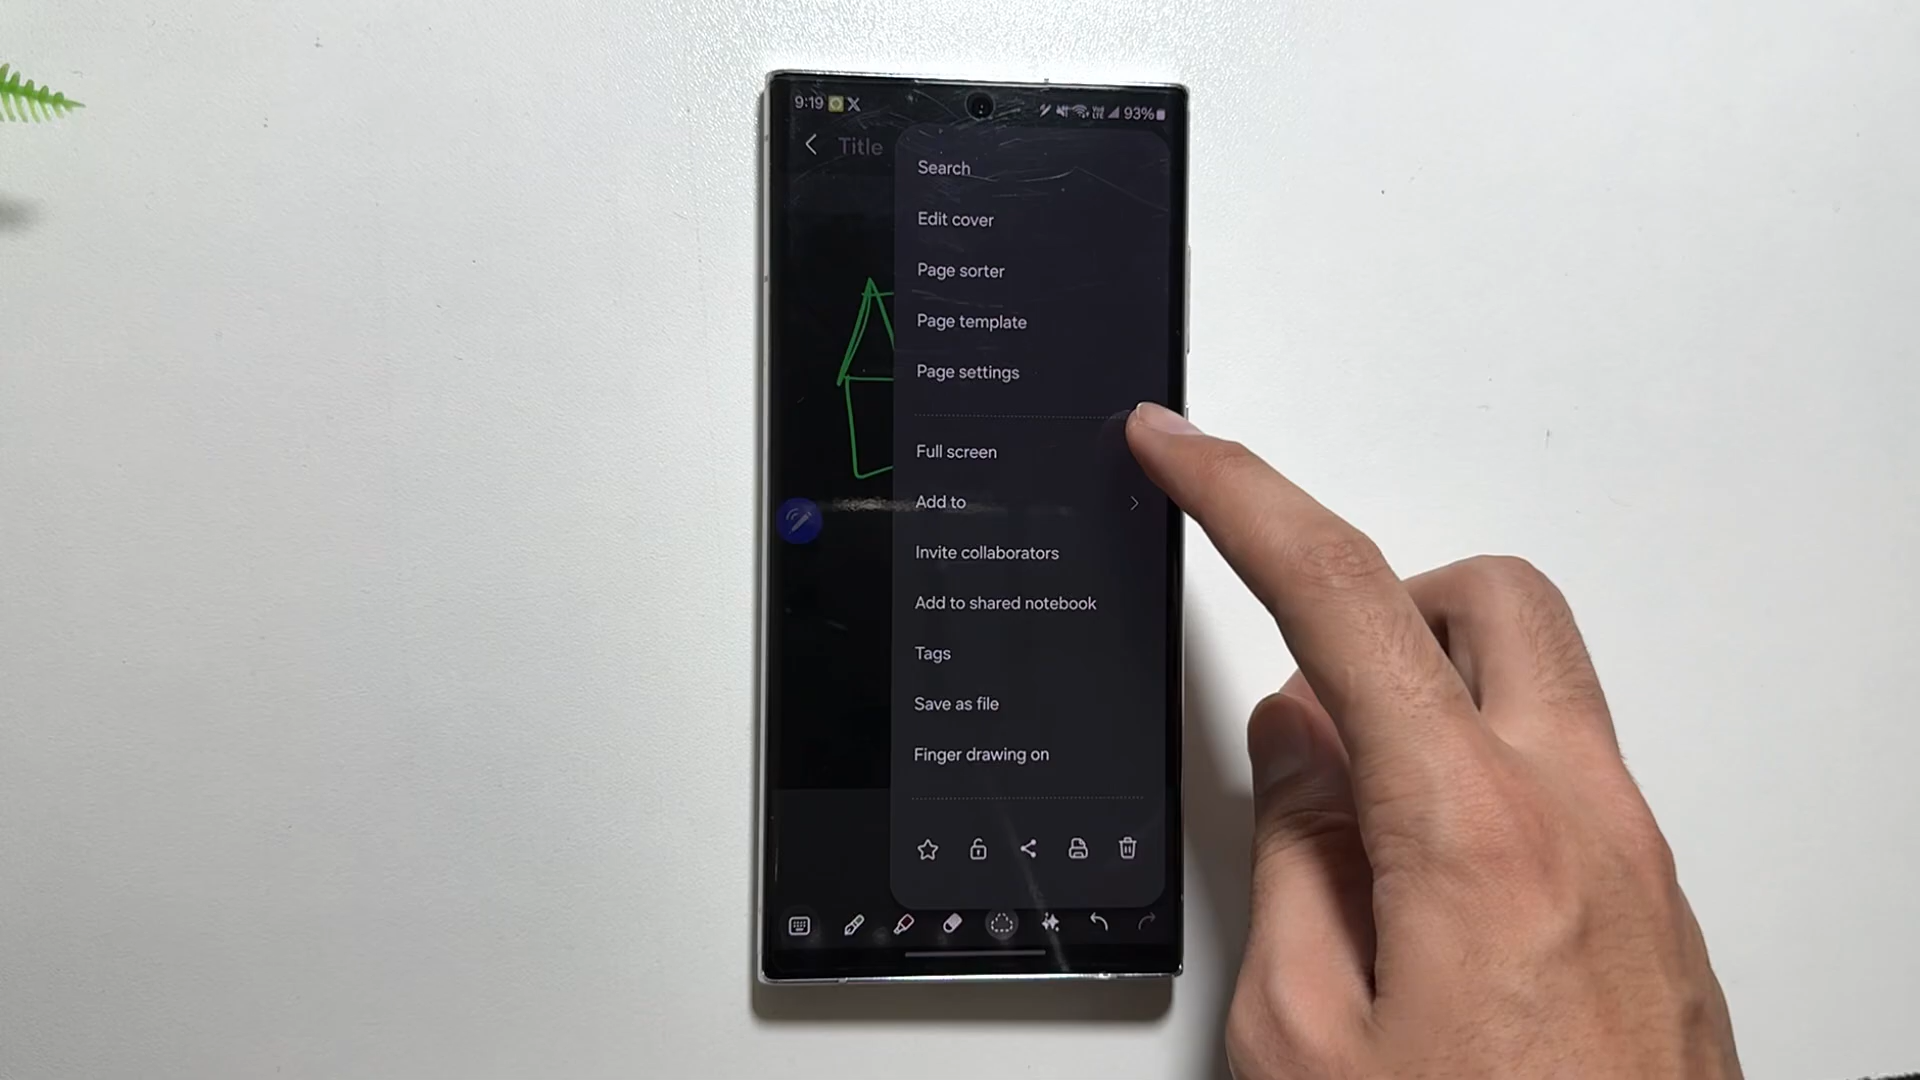 9:19
93%
Title
Search
Edit cover
Page sorter
Page template
Page settings
Full screen
Add to
Invite collaborators
Add to shared notebook
Tags
Save as file
Finger drawing on